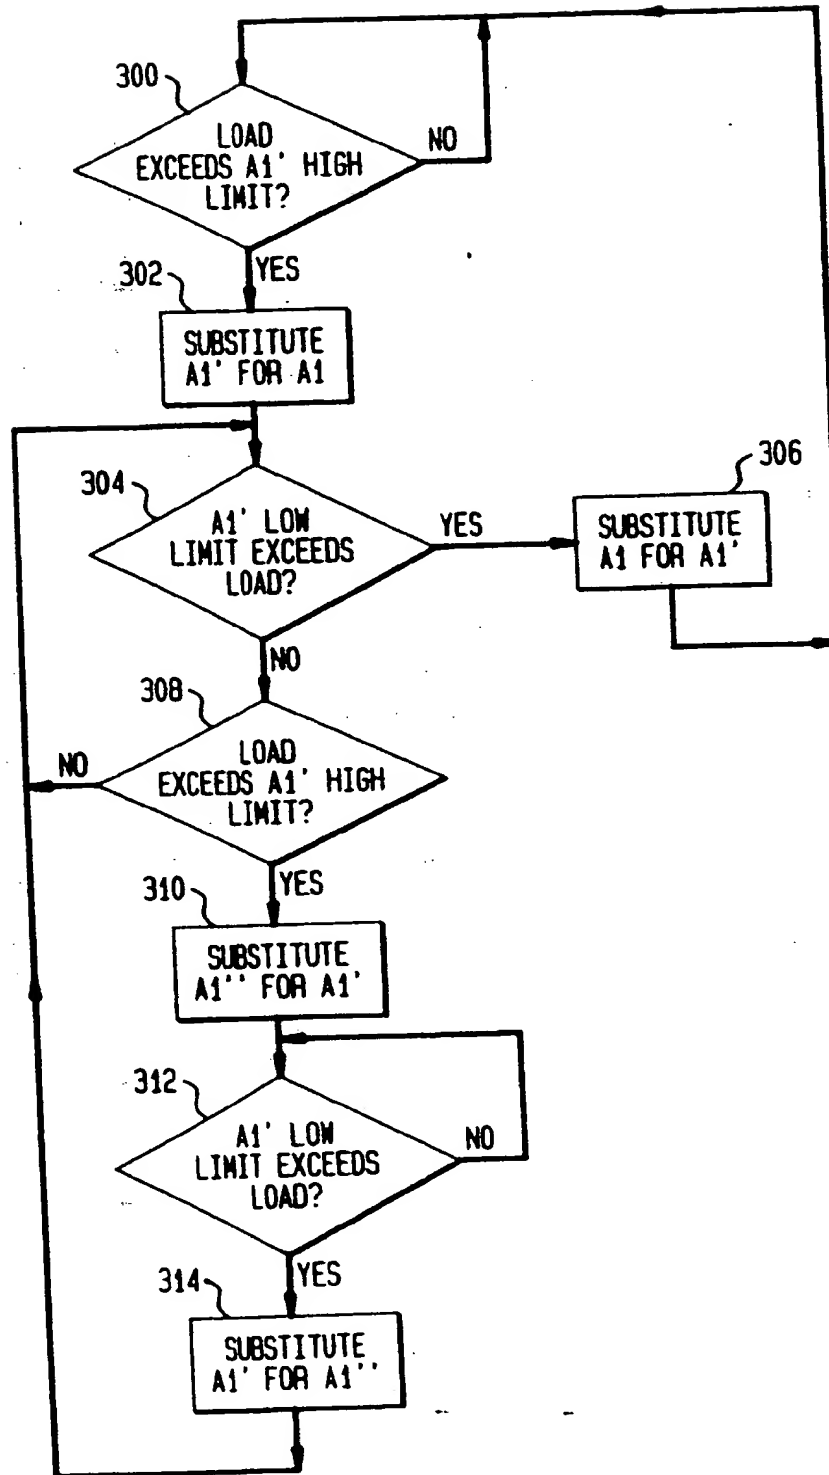 300
LOAD
EXCEEDS A1' HIGH
LIMIT?
NO
YES
302
SUBSTITUTE
A1' FOR A1
304
A1' LOW
LIMIT EXCEEDS
LOAD?
YES
306
SUBSTITUTE
A1 FOR A1'
NO
308
LOAD
EXCEEDS A1' HIGH
LIMIT?
NO
YES
310
SUBSTITUTE
A1'' FOR A1'
312
A1' LOW
LIMIT EXCEEDS
LOAD?
NO
YES
314
SUBSTITUTE
A1' FOR A1''